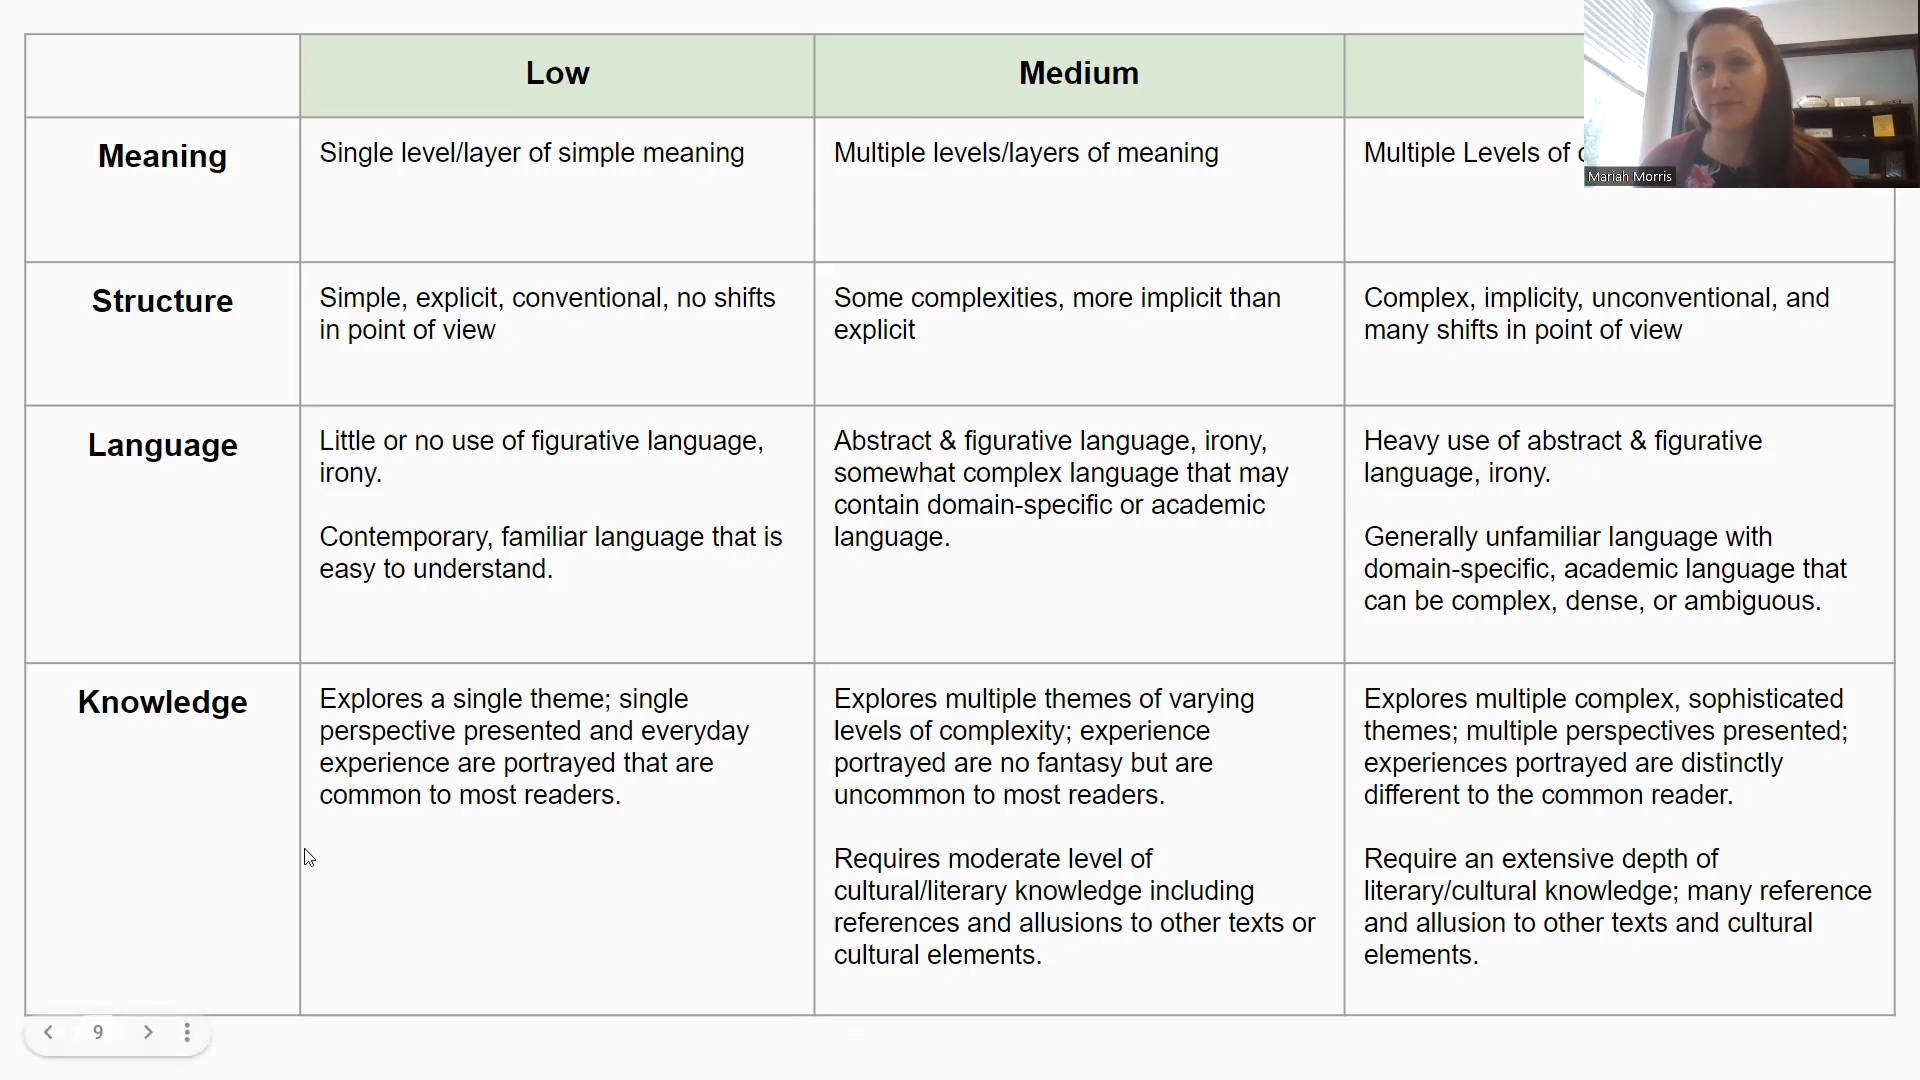 Low
Medium
Meaning
Single level/layer of simple meaning
Multiple levels/layers of meaning
Multiple Levels of
Mariah Morris
Structure
Simple, explicit, conventional, no shifts
in point of view
Some complexities, more implicit than
explicit
Complex, implicity, unconventional, and
many shifts in point of view
Language
Little or no use of figurative language,
irony.
Contemporary, familiar language that is
easy to understand.
Abstract & figurative language, irony,
somewhat complex language that may
contain domain-specific or academic
language.
Heavy use of abstract & figurative
language, irony.
Generally unfamiliar language with
domain-specific, academic language that
can be complex, dense, or ambiguous.
Knowledge
Explores a single theme; single
perspective presented and everyday
experience are portrayed that are
common to most readers.
Explores multiple themes of varying
levels of complexity; experience
portrayed are no fantasy but are
uncommon to most readers.
Requires moderate level of
cultural/literary knowledge including
references and allusions to other texts or
cultural elements.
Explores multiple complex, sophisticated
themes; multiple perspectives presented;
experiences portrayed are distinctly
different to the common reader.
Require an extensive depth of
literary/cultural knowledge; many reference
and allusion to other texts and cultural
elements.
9